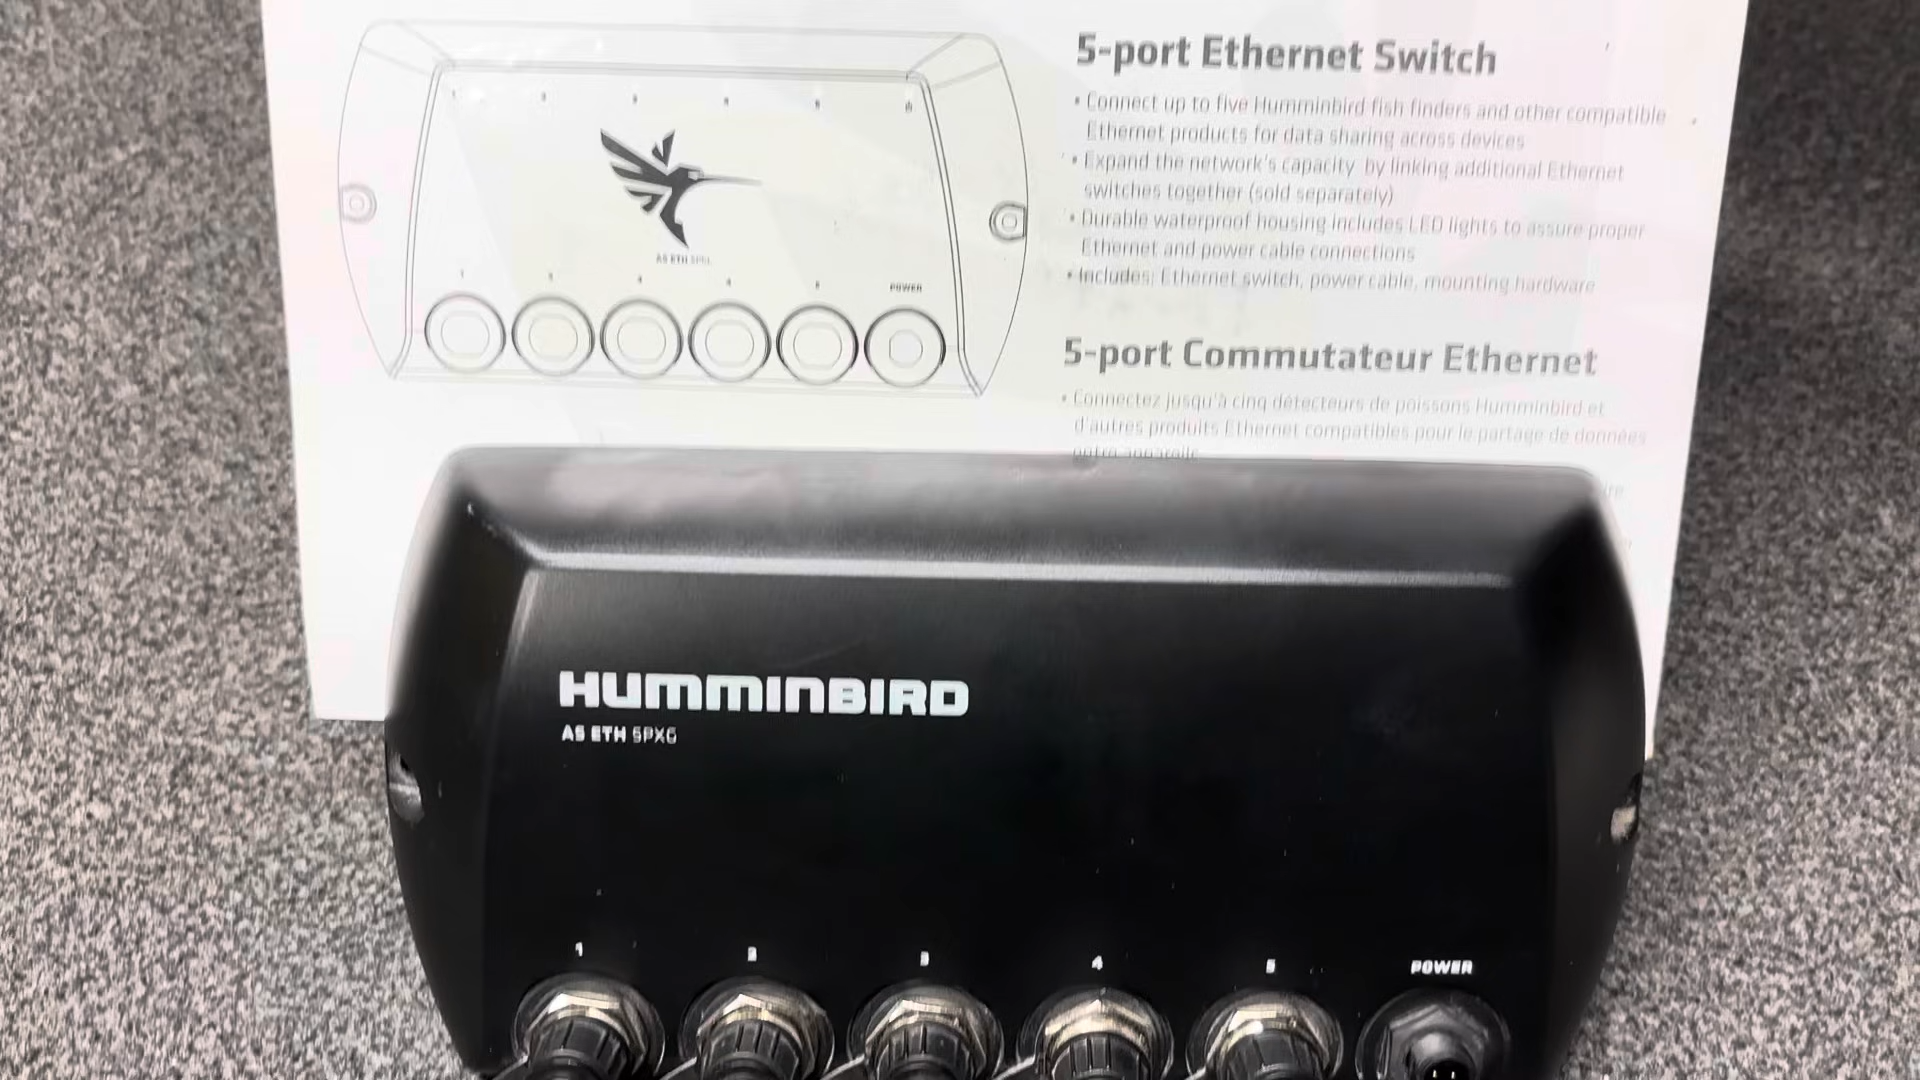 5-port Ethernet Switch
• Connect up to five Humminbird fish finders and other compatible
Ethernet products for data sharing across devices
• Expand the network's capacity by linking additional Ethernet
switches together (sold separately)
• Durable waterproof housing includes LED lights to assure proper
Ethernet and power cable connections
• Includes: Ethernet switch, power cable, mounting hardware
AS ETH
POWER
5-port Commutateur Ethernet
• Connectez jusqu'à cinq détecteurs de poissons Humminbird et
d'autres produits Ethernet compatibles pour le partage de données
HUMMINBIRD
AS ETH 5PXG
1 2 3 4 5 POWER